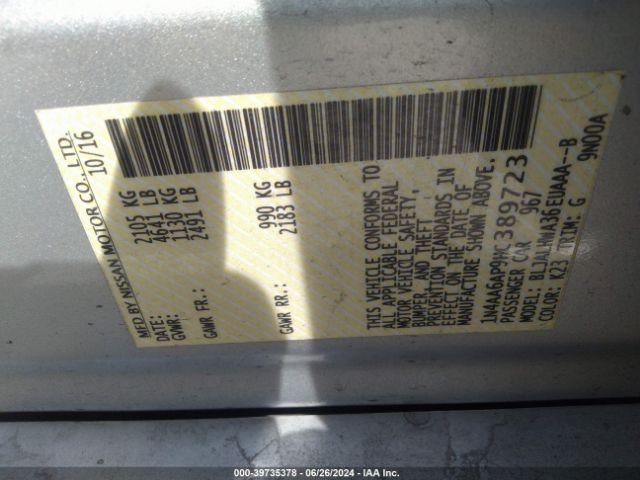 MFD BY NISSAN MOTOR CO., LTD.
DATE: 10/16
GVWR: 2105 KG
4641 LB
GAWR FR: 1130 KG
2491 LB
GAWR RR: 990 KG
2183 LB
THIS VEHICLE CONFORMS TO
ALL APPLICABLE FEDERAL
MOTOR VEHICLE SAFETY,
BUMPER, AND THEFT
PREVENTION STANDARDS IN
EFFECT ON THE DATE OF
MANUFACTURE SHOWN ABOVE.
389723
PASSENGER CAR 967
MODEL:
COLOR: K23 TRIM: G 9N00A
000-39735378 - 06/26/2024 - IAA Inc.